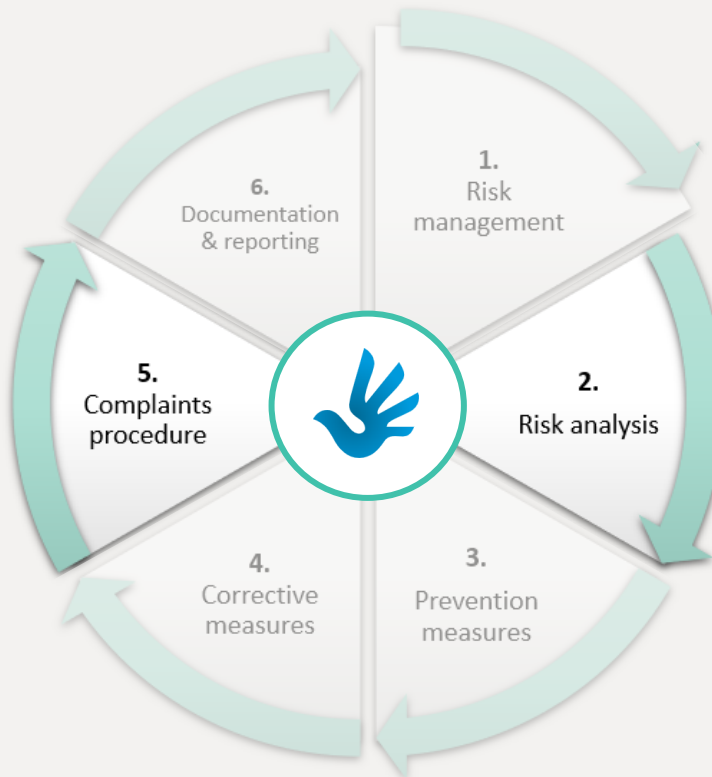 1.
Risk
management
2.
Risk analysis
3.
Prevention
measures
4.
Corrective
measures
5.
Complaints
procedure
6.
Documentation
& reporting